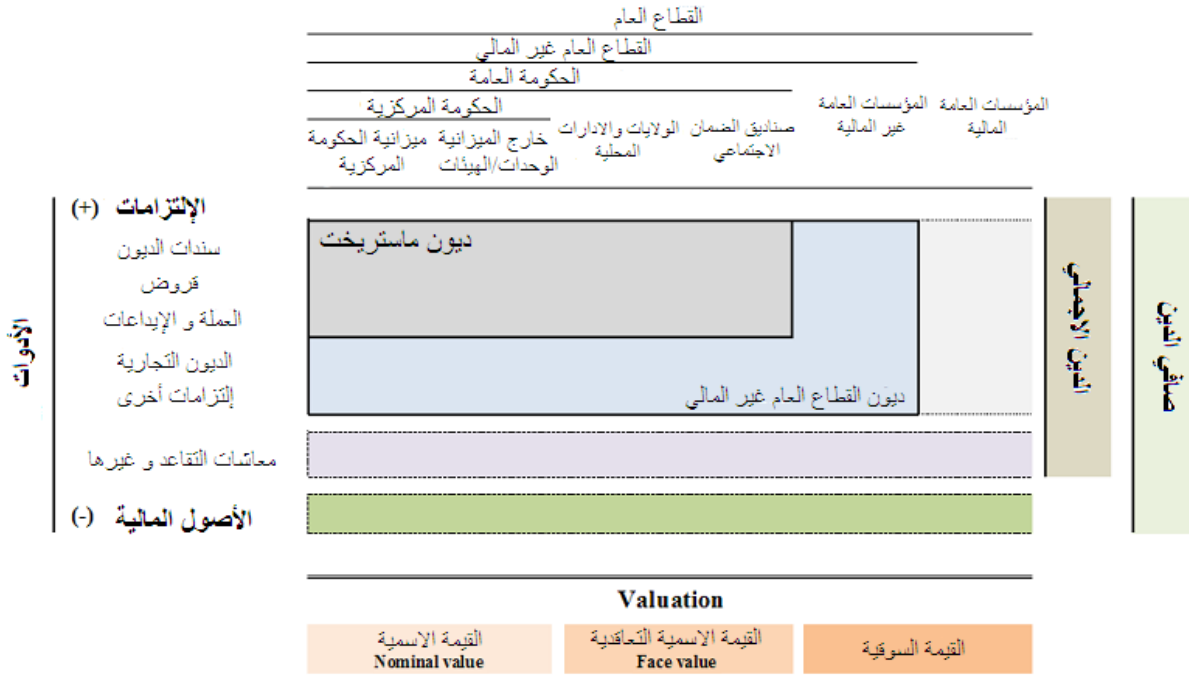 القطاع العام
القطاع العام غير المالي
الحكومة العامة
الحكومة المركزية
ميزانية الحكومة
المركزية
خارج الميزانية
الوحدات/الهيئات
الولايات والادارات
المحلية
صناديق الضمان
الاجتماعي
المؤسسات العامة
غير المالية
المؤسسات العامة
المالية
الأدوات
الإلتزامات (+)
سندات الديون
قروض
العملة و الإيداعات
الديون التجارية
إلتزامات أخرى
معاشات التقاعد و غيرها
الأصول المالية (-)
ديون ماستريخت
ديون القطاع العام غير المالي
الدين الاجمالي
صافي الدين
Valuation
القيمة الاسمية
Nominal value
القيمة الاسمية التعاقدية
Face value
القيمة السوقية